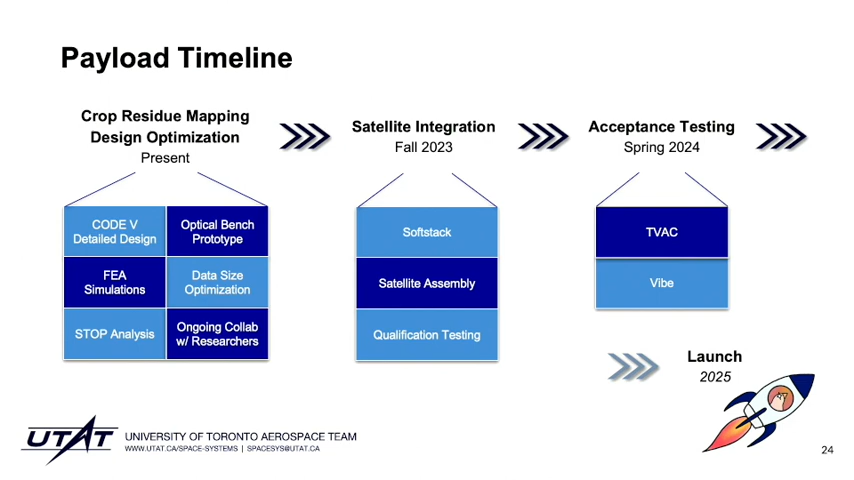 Payload Timeline
Crop Residue Mapping
Design Optimization
Present
Satellite Integration
Fall 2023
Acceptance Testing
Spring 2024
CODE V
Detailed Design
Optical Bench
Prototype
FEA
Simulations
Data Size
Optimization
STOP Analysis
Ongoing Collab
w/ Researchers
Softstack
Satellite Assembly
Qualification Testing
TVAC
Vibe
Launch
2025
UTAT
UNIVERSITY OF TORONTO AEROSPACE TEAM
WWW.UTAT.CA/SPACE-SYSTEMS | SPACESYS@UTAT.CA
24